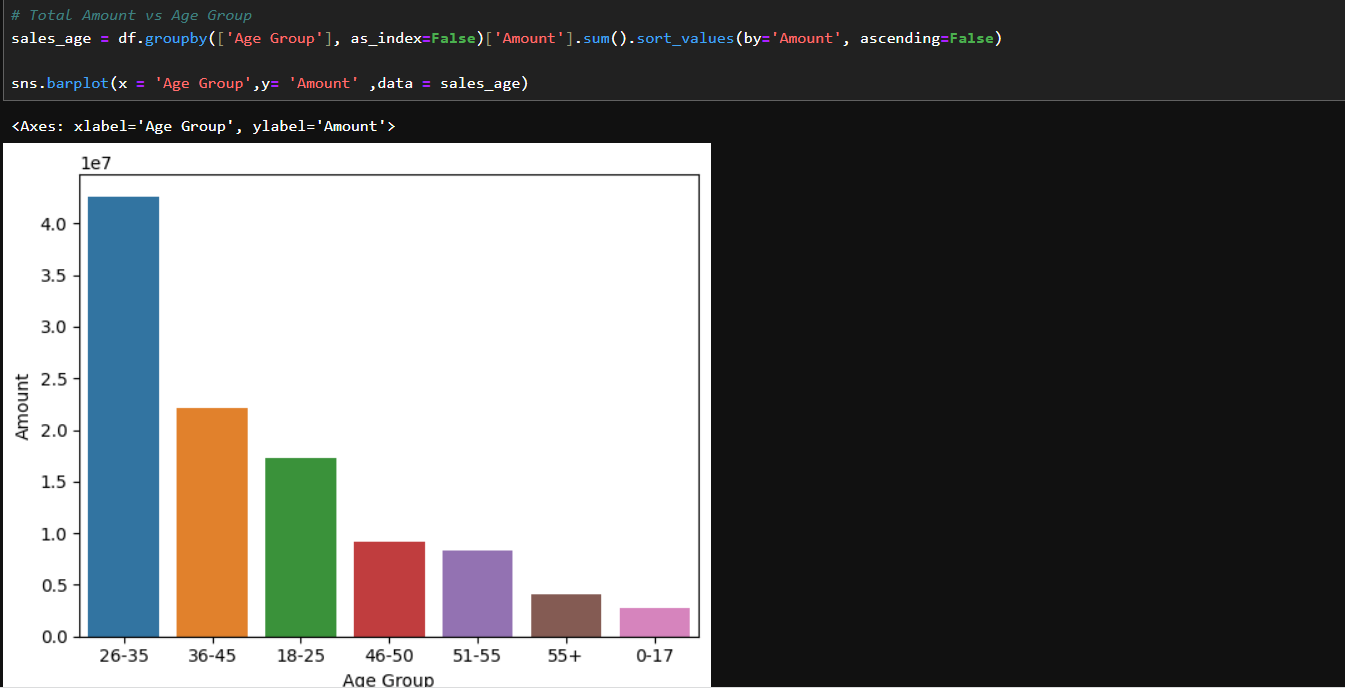 # Total Amount vs Age Group
sales_age = df.groupby(['Age Group'], as_index=False)['Amount'].sum().sort_values(by='Amount', ascending=False)
sns.barplot(x = 'Age Group',y= 'Amount' ,data = sales_age)
<Axes: xlabel='Age Group', ylabel='Amount'>
1e7
4.0
3.5
3.0
2.5
2.0
1.5
1.0
0.5
0.0
Amount
26-35 36-45 18-25 46-50 51-55 55+ 0-17
Age Group